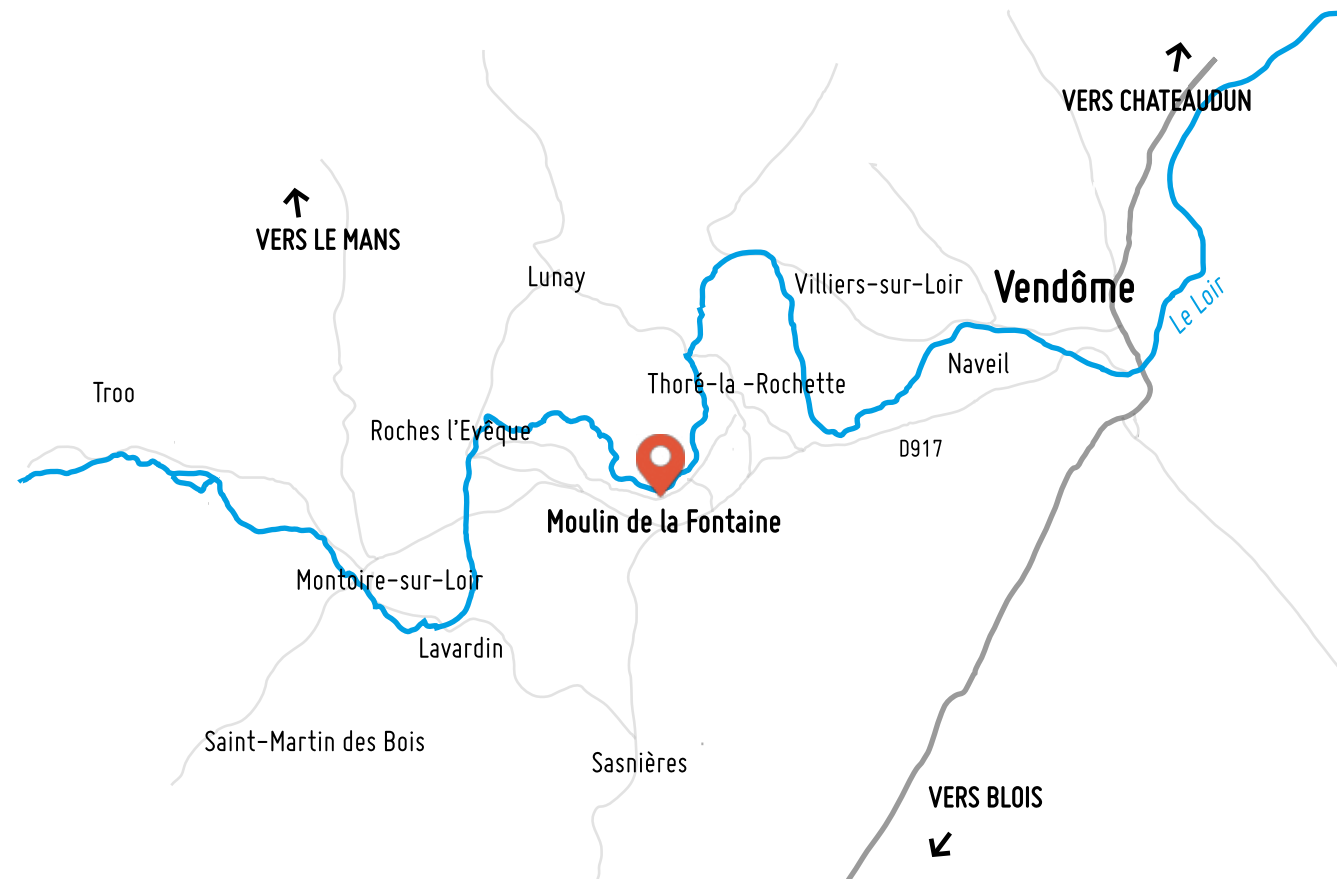 VERS CHATEAUDUN
VERS LE MANS
Lunay
Villiers-sur-Loir
Vendôme
Le Loir
Naveil
Troo
Thoré-la -Rochette
Roches l'Evêque
D917
Moulin de la Fontaine
Montoire-sur-Loir
Lavardin
Saint-Martin des Bois
Sasnières
VERS BLOIS